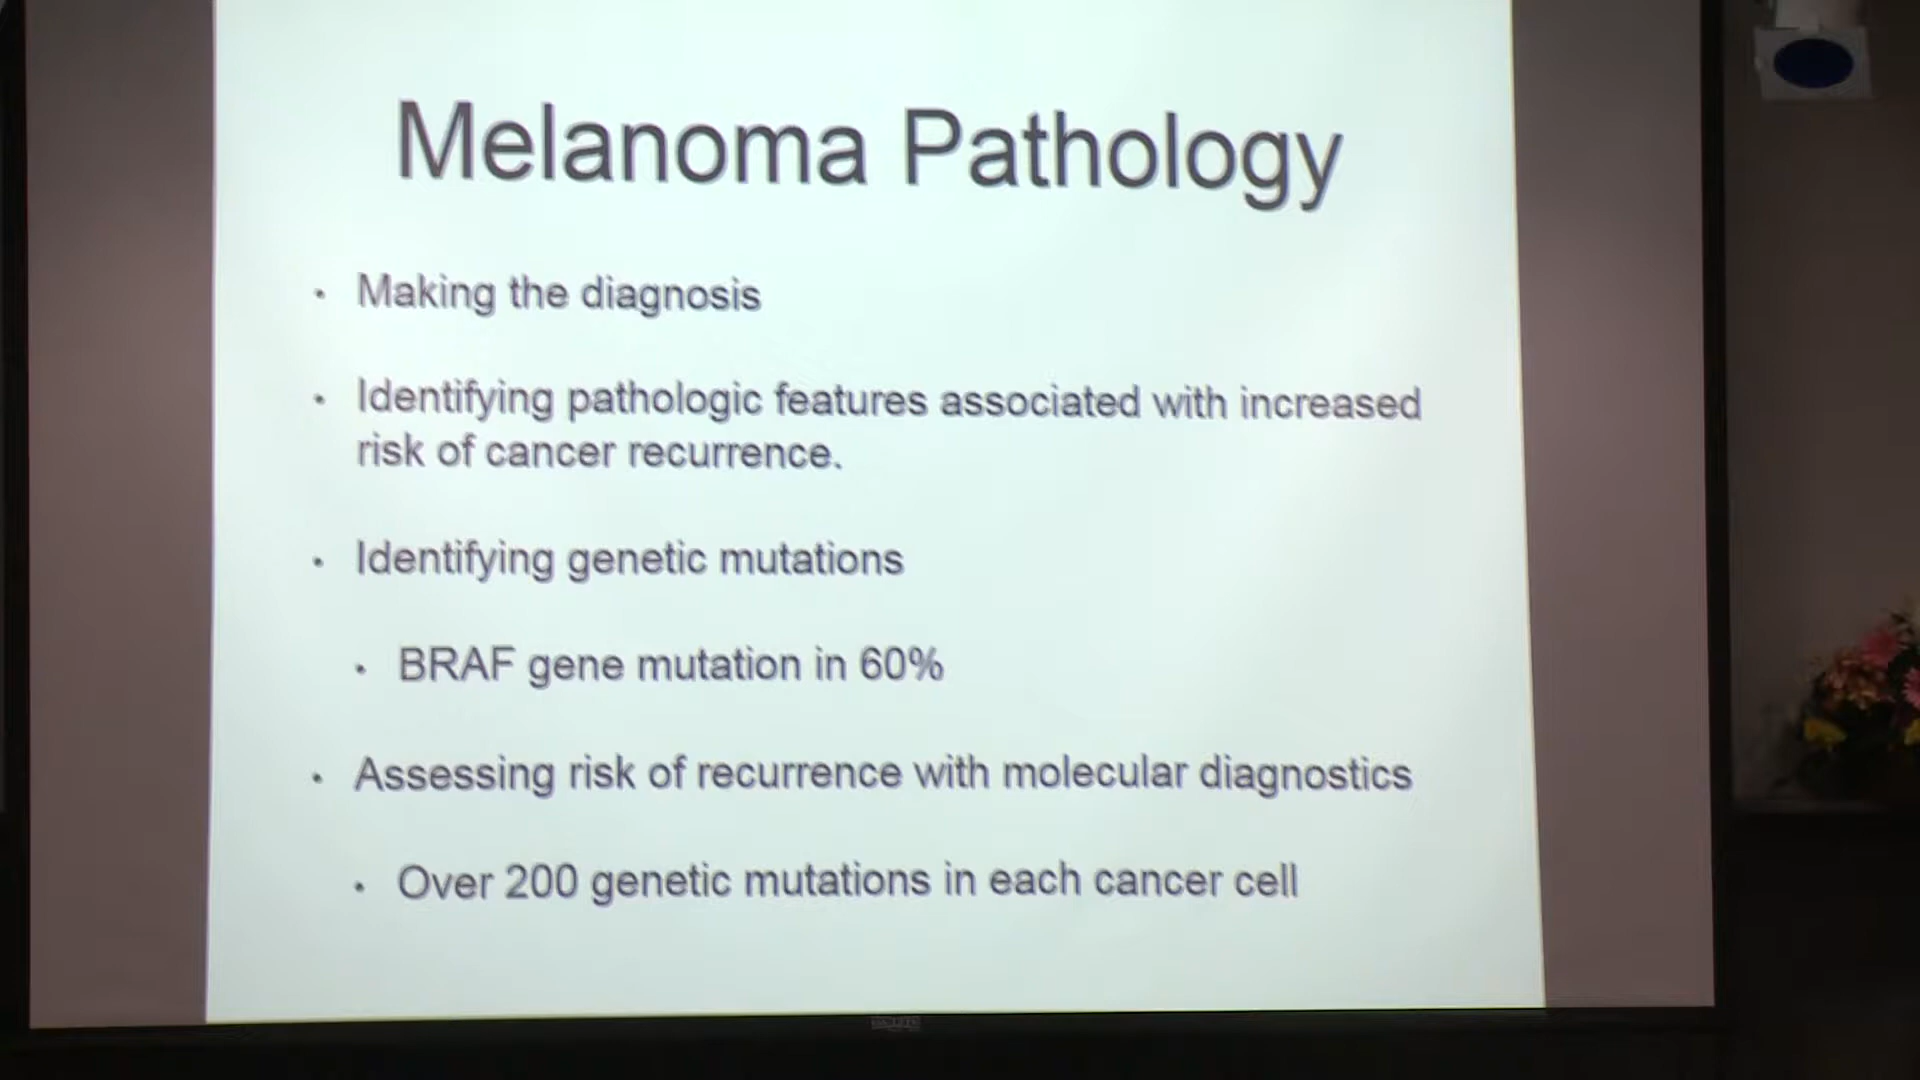 Melanoma Pathology
• Making the diagnosis
• Identifying pathologic features associated with increased
risk of cancer recurrence.
• Identifying genetic mutations
• BRAF gene mutation in 60%
• Assessing risk of recurrence with molecular diagnostics
• Over 200 genetic mutations in each cancer cell